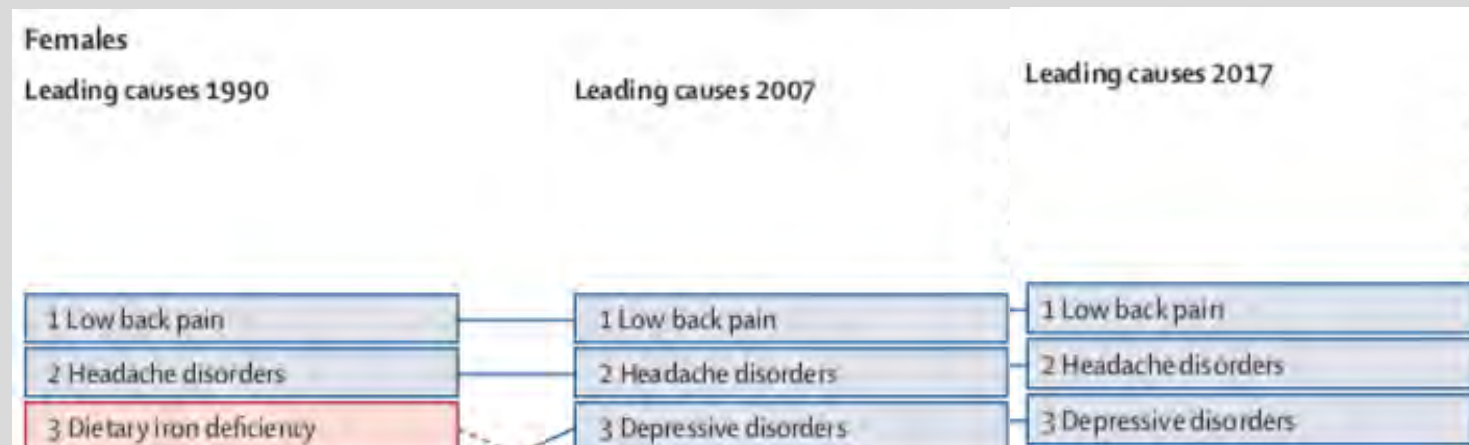 Females
Leading causes 1990
Leading causes 2007
Leading causes 2017
1 Low back pain
1 Low back pain
1 Low back pain
2 Headache disorders
2 Headache disorders
2 Headache disorders
3 Dietary iron deficiency
3 Depressive disorders
3 Depressive disorders